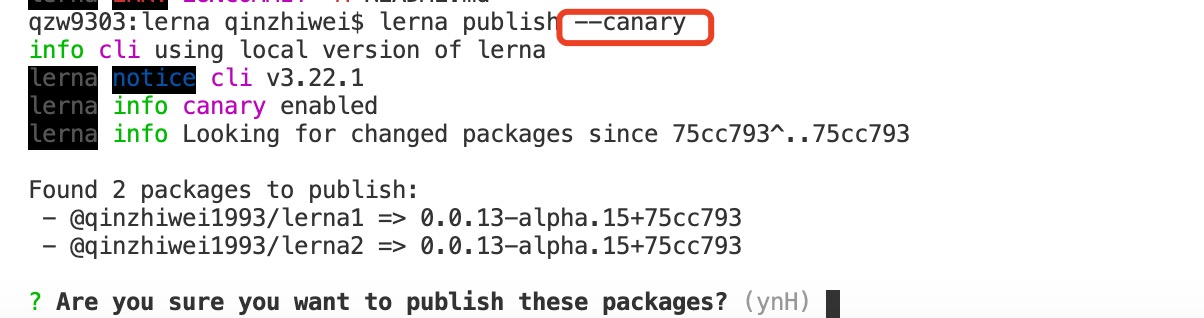 qzw9303:lerna qinzhiwei$ lerna publish --canary
info cli using local version of lerna
lerna notice cli v3.22.1
lerna info canary enabled
lerna info Looking for changed packages since 75cc793^..75cc793
Found 2 packages to publish:
- @qinzhiwei1993/lerna1 => 0.0.13-alpha.15+75cc793
- @qinzhiwei1993/lerna2 => 0.0.13-alpha.15+75cc793
? Are you sure you want to publish these packages? (ynH)